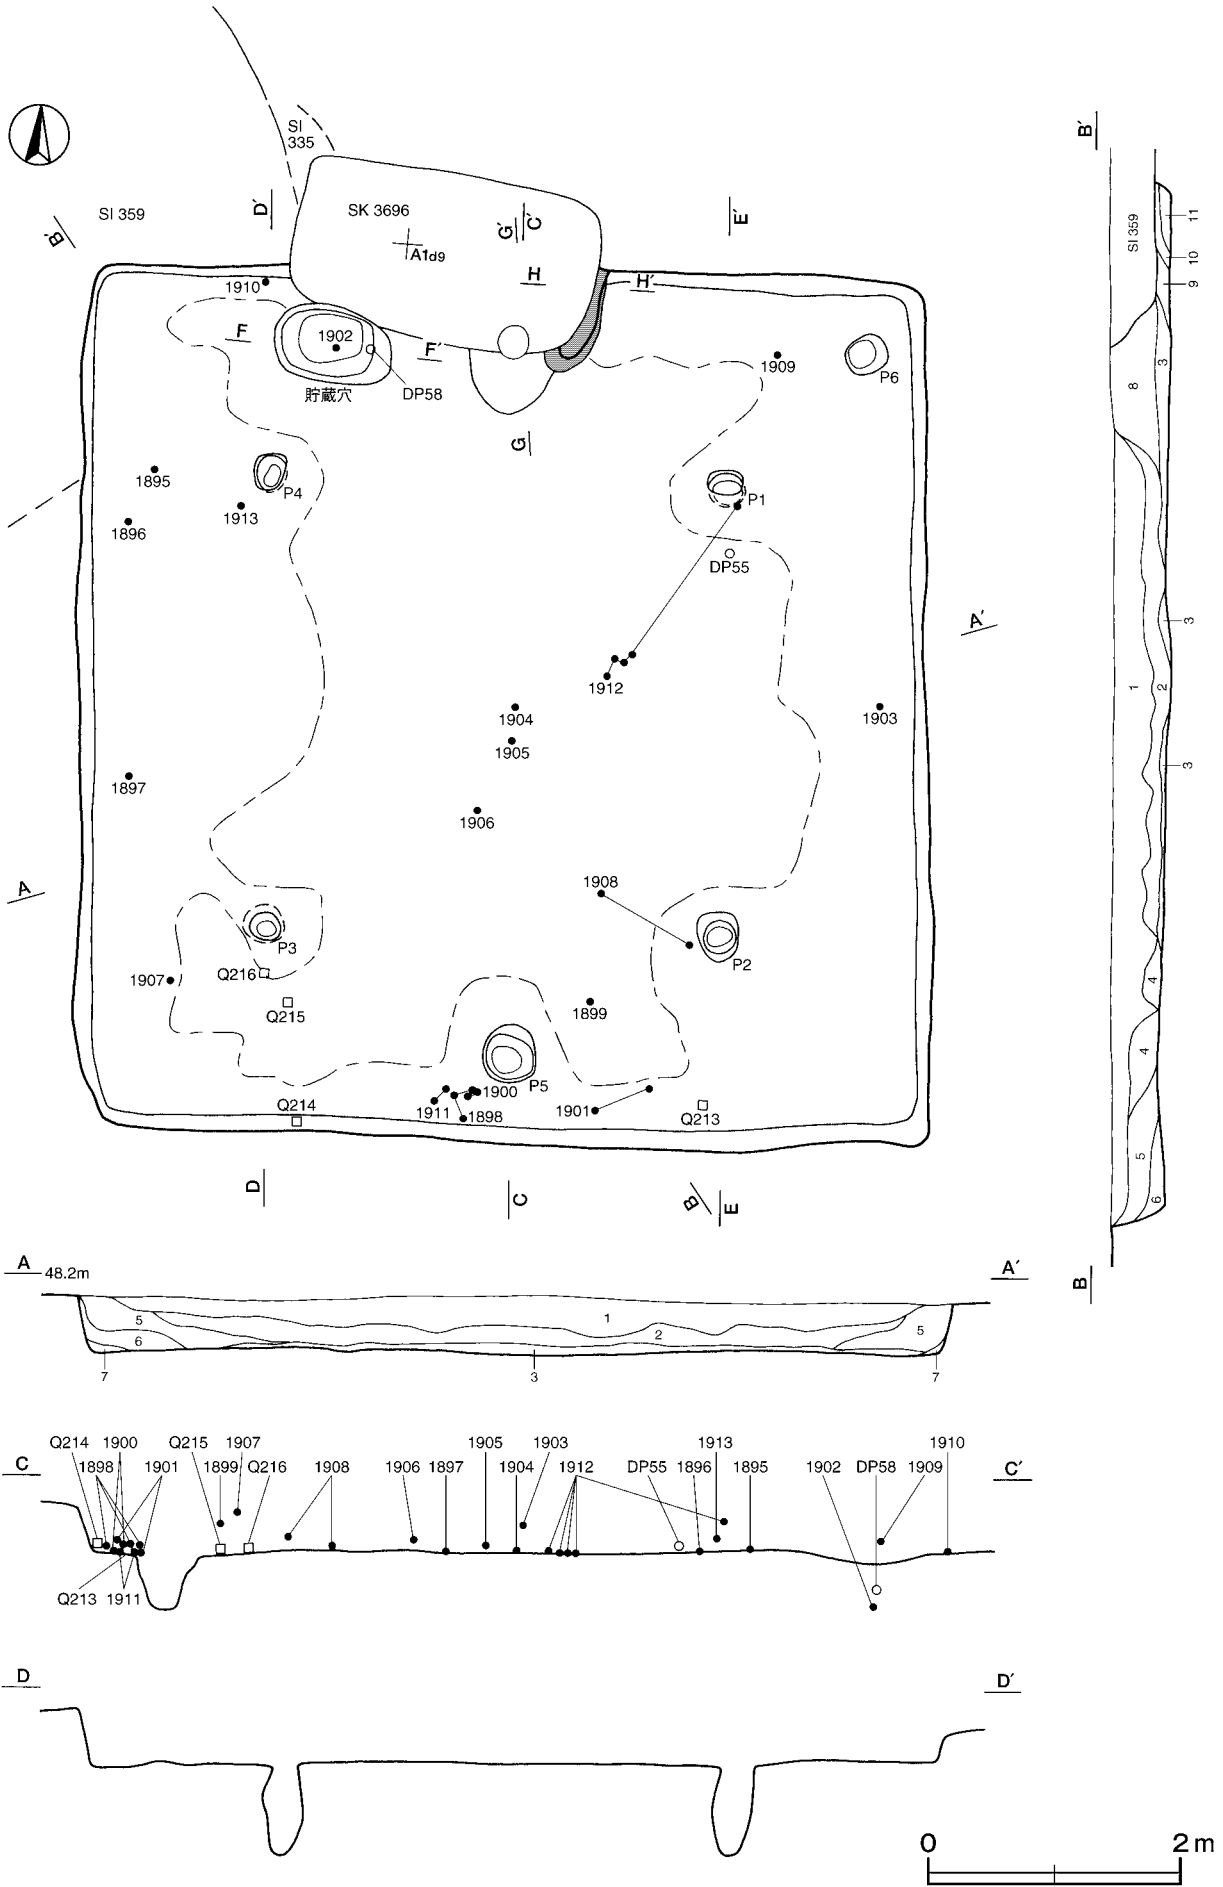 SI
335
B′
SI 359
D′
SK 3696
G′
C′
E′
A1d9
H
H′
1910
F
1902
F′
貯蔵穴
DP58
1909
P6
G
1895
P4
1913
1896
P1
DP55
A′
1912
1904
1903
1905
1897
1906
A
1908
P3
P2
1907
Q216
Q215
1899
P5
1900
1911
1898
1901
Q214
Q213
D
C
B
E
B′
SI 359
11
10
9
3
8
3
1
2
3
4
4
5
6
B
A
48.2m
A′
5
1
6
2
5
7
3
7
Q214
1900
Q215
1907
1905
1903
1913
1910
C
1898
1901
1899
Q216
1908
1906
1897
1904
1912
DP55
1896
1895
1902
DP58
1909
C′
Q213
1911
D
D′
0
2m